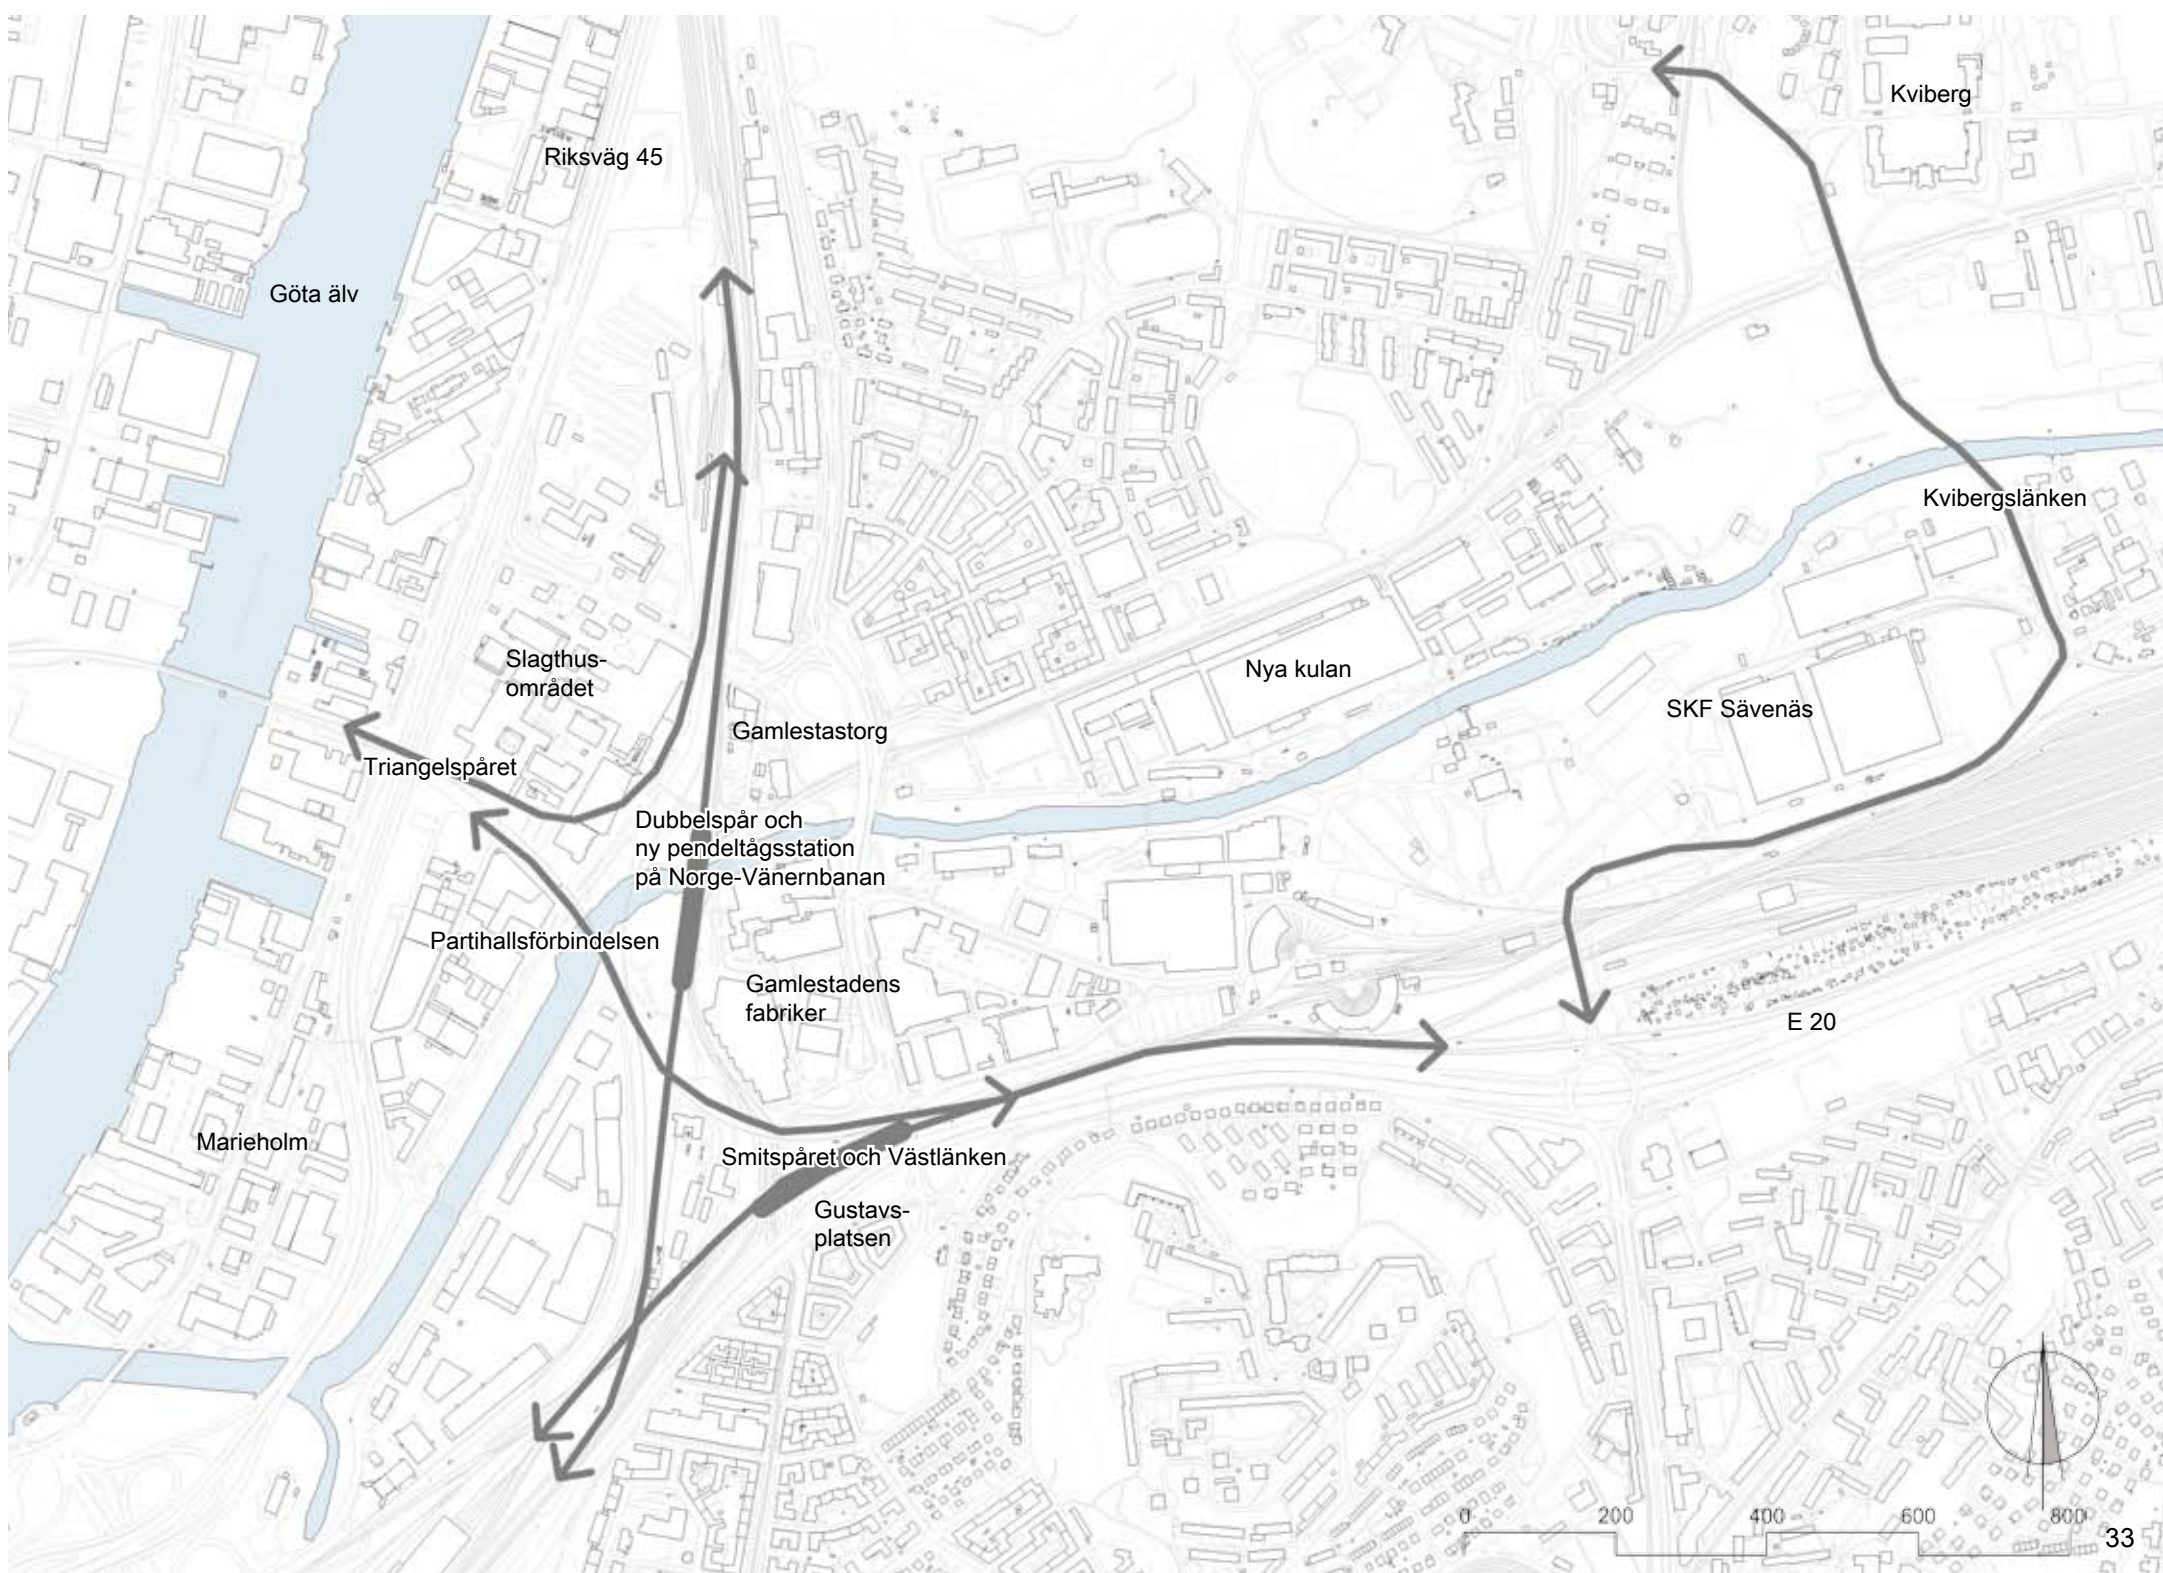 Kviberg
Riksväg 45
Göta älv
Kvibergslänken
Slagthus-
området
Nya kulan
SKF Sävenäs
Gamlestastorg
Triangelspåret
Dubbelspår och
ny pendeltågsstation
på Norge-Vänernbanan
Partihallsförbindelsen
Gamlestadens
fabriker
E 20
Marieholm
Smitspåret och Västlänken
Gustavs-
platsen
0 200 400 600 800
33